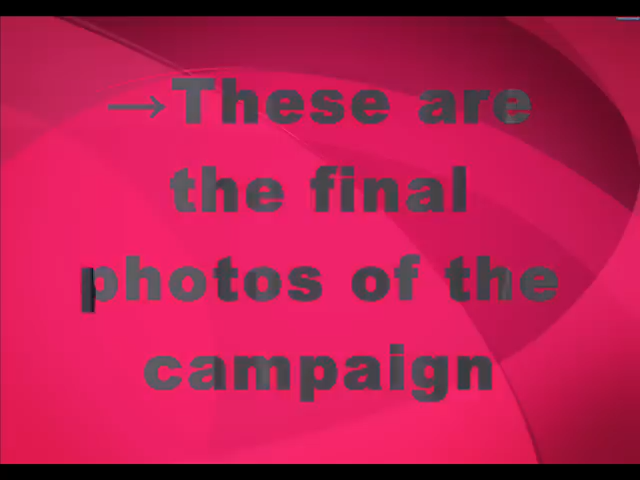 →These are
the final
photos of the
campaign